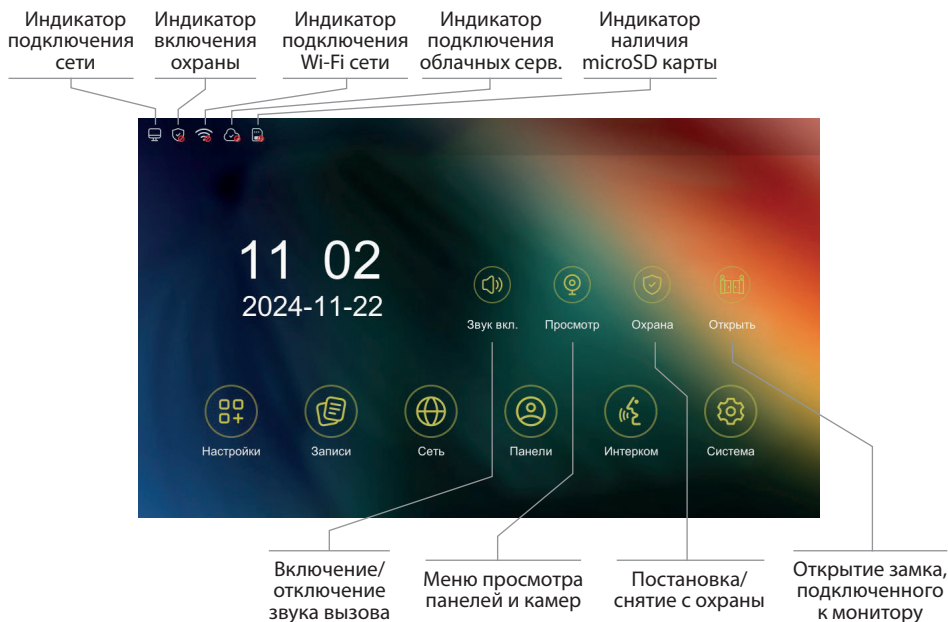 Индикатор
подключения
сети
Индикатор
включения
охраны
Индикатор
подключения
Wi-Fi сети
Индикатор
подключения
облачных серв.
Индикатор
наличия
microSD карты
11 02
2024-11-22
Звук вкл.
Просмотр
Охрана
Открыть
Настройки
Записи
Сеть
Панели
Интерком
Система
Включение/
отключение
звука вызова
Меню просмотра
панелей и камер
Постановка/
снятие с охраны
Открытие замка,
подключенного
к монитору